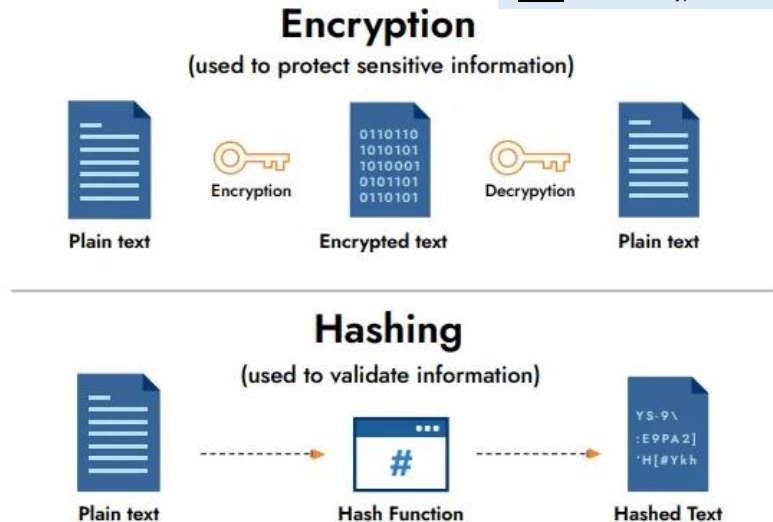 Encryption
(used to protect sensitive information)
0110110
1010101
1010001
0101101
0110101
Encryption
Decrypytion
Plain text
Encrypted text
Plain text
Hashing
(used to validate information)
#
YS-9\
:E9PA2]
'H[#Ykh
Plain text
Hash Function
Hashed Text